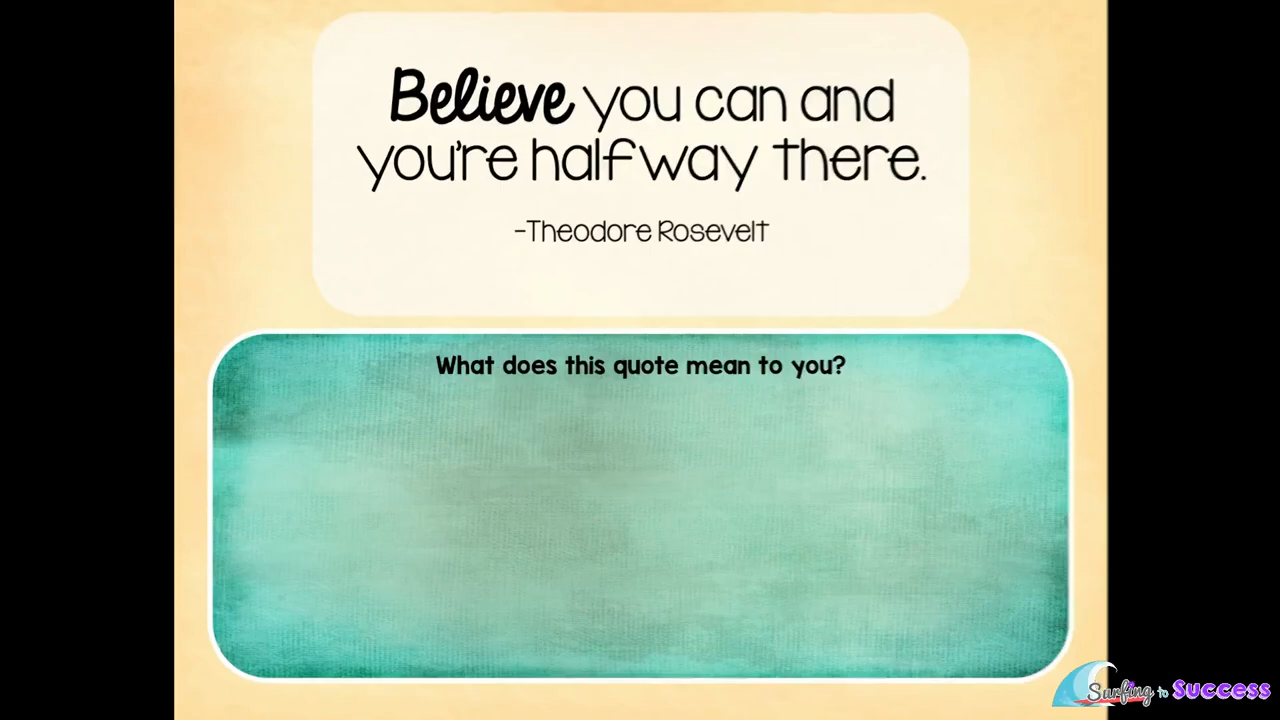 Believe you can and
you're halfway there.
-Theodore Rosevelt
What does this quote mean to you?
Surfing to Success